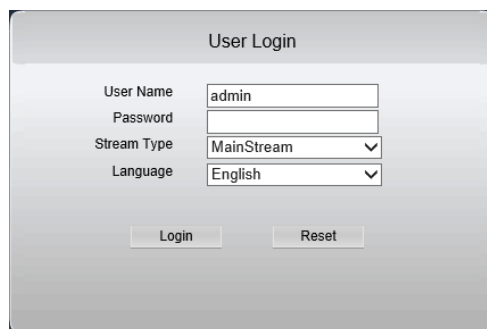 User Login
User Name admin
Password
Stream Type MainStream
Language English
Login Reset